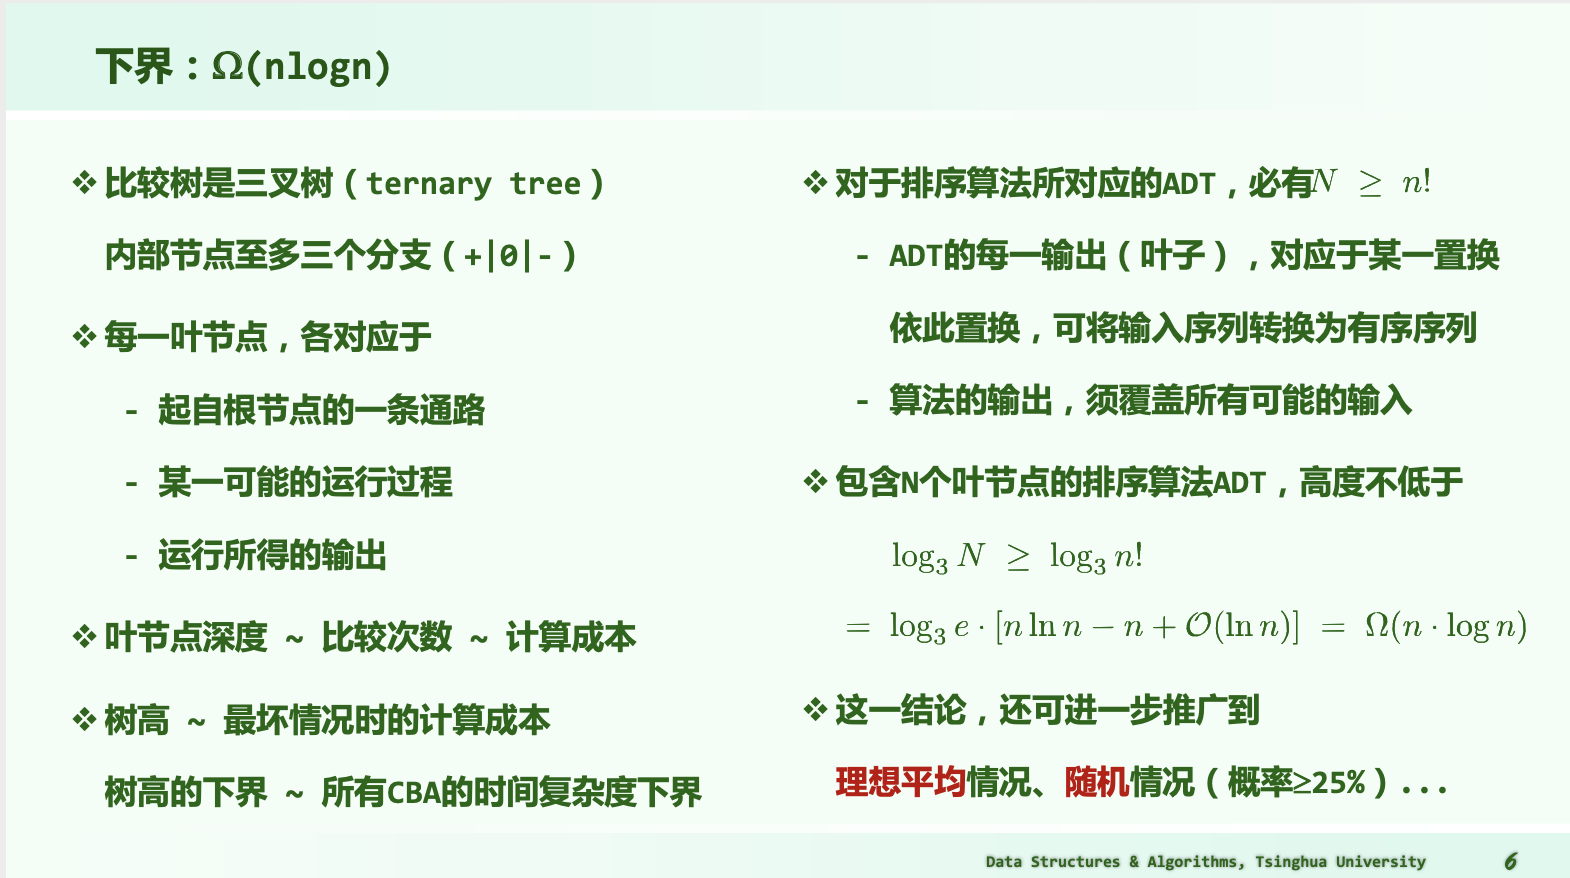 下界：Ω(nlogn)
❖ 比较树是三叉树（ternary tree）
内部节点至多三个分支（+|0|-）
❖ 每一叶节点，各对应于
- 起自根节点的一条通路
- 某一可能的运行过程
- 运行所得的输出
❖ 叶节点深度 ~ 比较次数 ~ 计算成本
❖ 树高 ~ 最坏情况时的计算成本
树高的下界 ~ 所有CBA的时间复杂度下界
❖ 对于排序算法所对应的ADT，必有N ≥ n!
- ADT的每一输出（叶子），对应于某一置换
依此置换，可将输入序列转换为有序序列
- 算法的输出，须覆盖所有可能的输入
❖ 包含N个叶节点的排序算法ADT，高度不低于
log₃ N ≥ log₃ n!
= log₃ e · [n ln n − n + 𝒪(ln n)] = Ω(n · log n)
❖ 这一结论，还可进一步推广到
理想平均情况、随机情况（概率≥25%）...
Data Structures & Algorithms, Tsinghua University
6